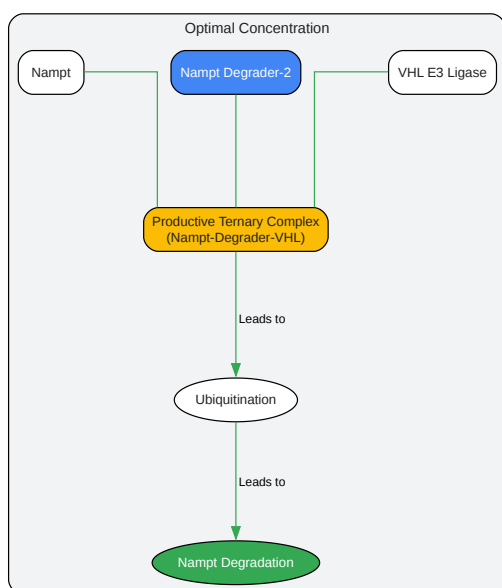 Optimal Concentration
Nampt
Nampt Degrader-2
VHL E3 Ligase
Productive Ternary Complex
(Nampt-Degrader-VHL)
Leads to
Ubiquitination
Leads to
Nampt Degradation